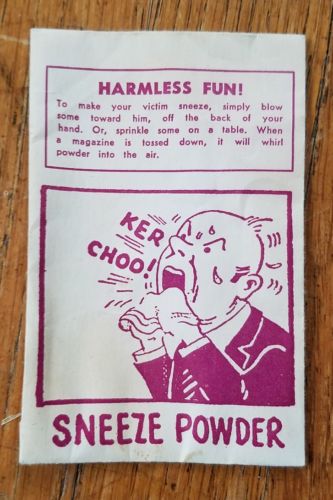 HARMLESS FUN!
To make your victim sneeze, simply blow
some toward him, off the back of your
hand. Or, sprinkle some on a table. When
a magazine is tossed down, it will whirl
powder into the air.
KER
CHOO!
SNEEZE POWDER